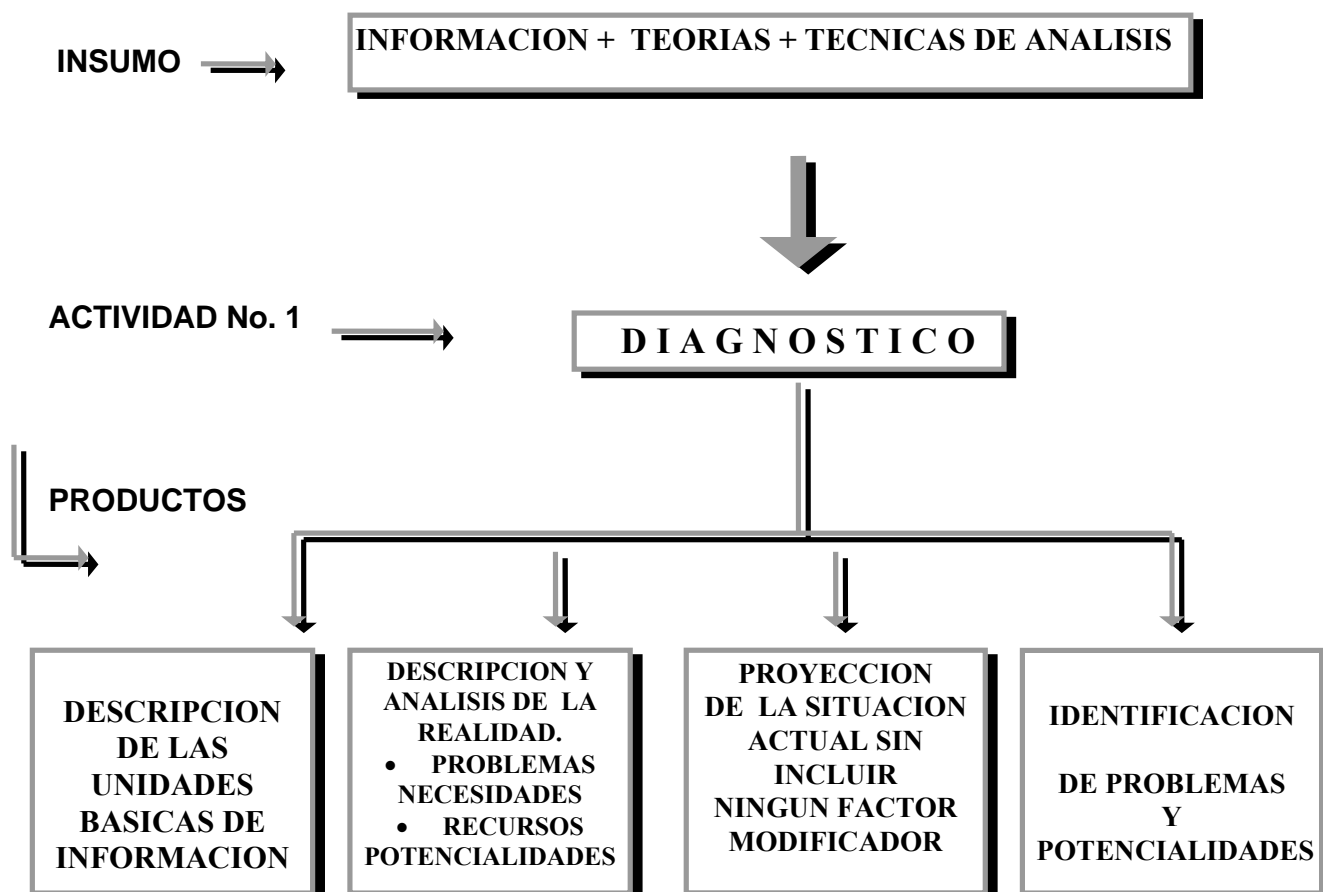 INSUMO
INFORMACION + TEORIAS + TECNICAS DE ANALISIS
ACTIVIDAD No. 1
D I A G N O S T I C O
PRODUCTOS
DESCRIPCION
DE LAS
UNIDADES
BASICAS DE
INFORMACION
DESCRIPCION Y
ANALISIS DE LA
REALIDAD.
• PROBLEMAS
NECESIDADES
• RECURSOS
POTENCIALIDADES
PROYECCION
DE LA SITUACION
ACTUAL SIN
INCLUIR
NINGUN FACTOR
MODIFICADOR
IDENTIFICACION
DE PROBLEMAS
Y
POTENCIALIDADES